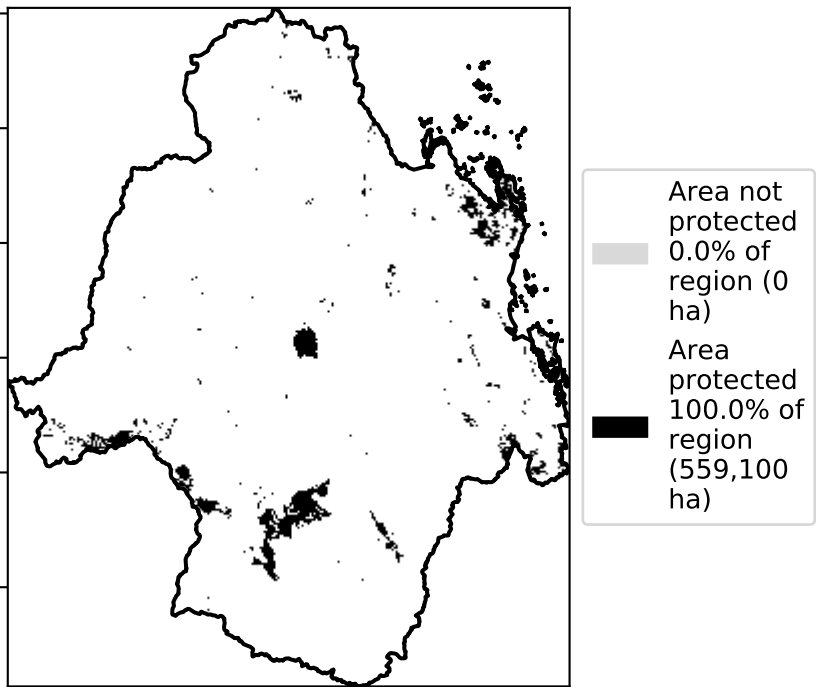 Area not
protected
0.0% of
region (0
ha)
Area
protected
100.0% of
region
(559,100
ha)